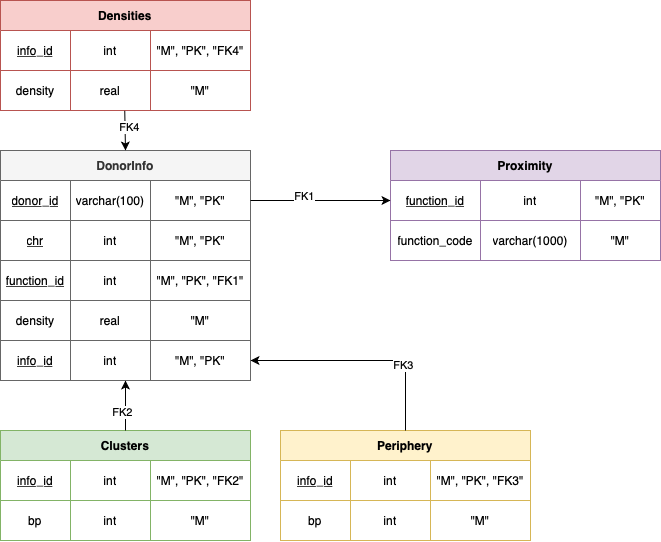 Densities
info_id int "M", "PK", "FK4"
density real "M"
FK4
DonorInfo
donor_id varchar(100) "M", "PK"
chr int "M", "PK"
function_id int "M", "PK", "FK1"
density real "M"
info_id int "M", "PK"
FK1
Proximity
function_id int "M", "PK"
function_code varchar(1000) "M"
FK3
FK2
Clusters
info_id int "M", "PK", "FK2"
bp int "M"
Periphery
info_id int "M", "PK", "FK3"
bp int "M"